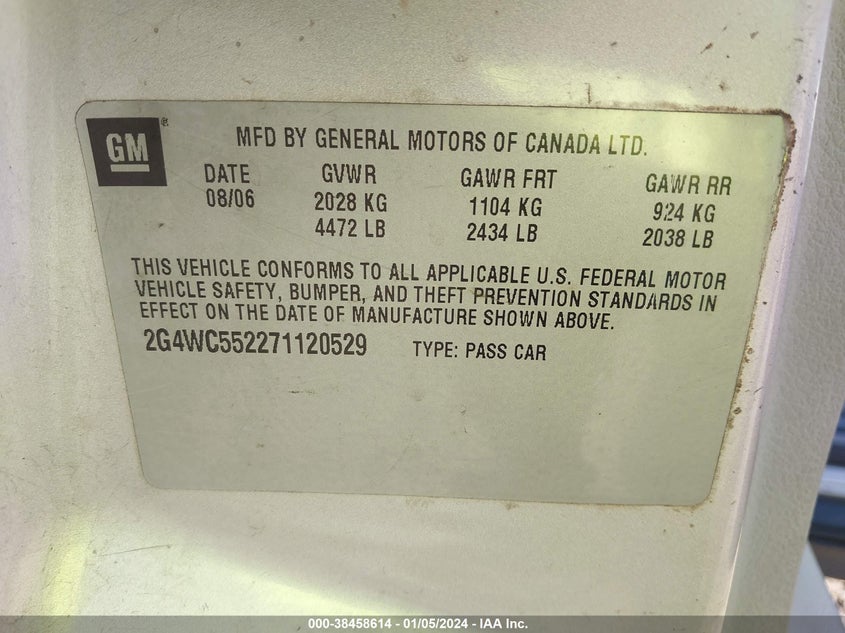 GM®
MFD BY GENERAL MOTORS OF CANADA LTD.
DATE GVWR GAWR FRT GAWR RR
08/06 2028 KG 1104 KG 924 KG
4472 LB 2434 LB 2038 LB
THIS VEHICLE CONFORMS TO ALL APPLICABLE U.S. FEDERAL MOTOR
VEHICLE SAFETY, BUMPER, AND THEFT PREVENTION STANDARDS IN
EFFECT ON THE DATE OF MANUFACTURE SHOWN ABOVE.
2G4WC552271120529 TYPE: PASS CAR
000-38458614 - 01/05/2024 - IAA Inc.